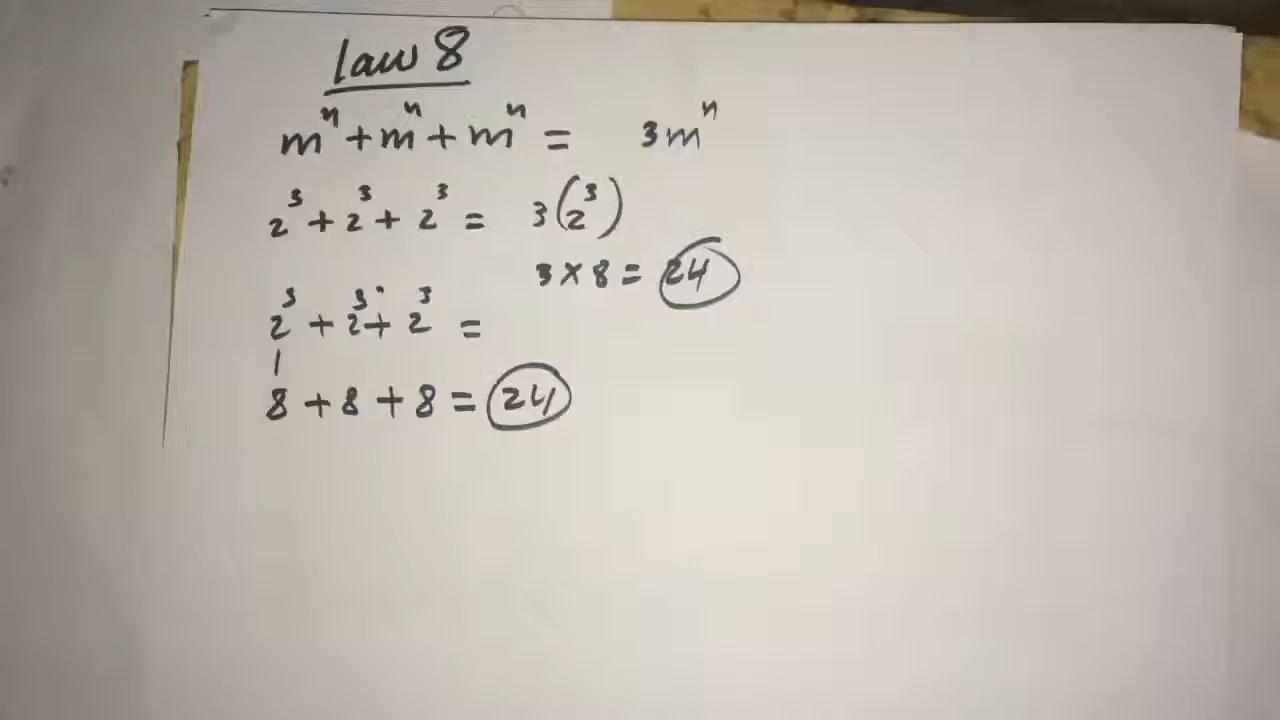 law 8
mⁿ + mⁿ + mⁿ = 3mⁿ
2³ + 2³ + 2³ = 3(2³)
3 × 8 = 24
2³ + 2³ + 2³ =
8 + 8 + 8 = 24